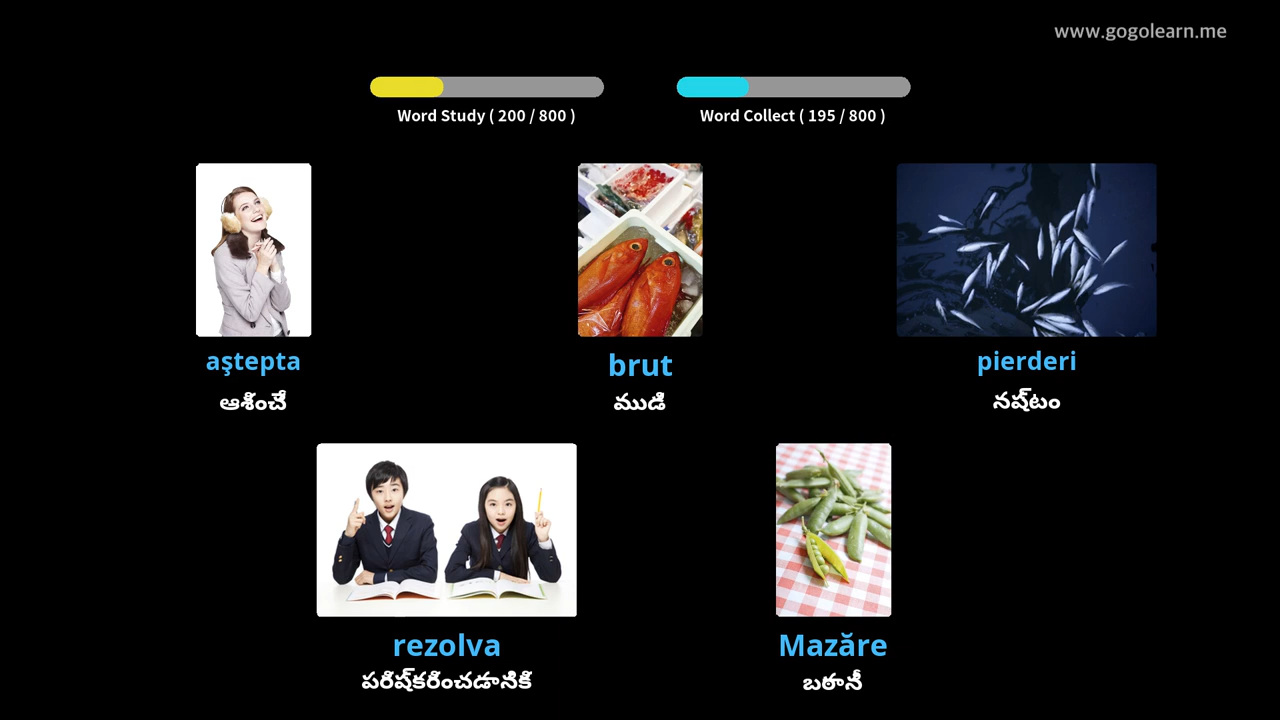 www.gogolearn.me
Word Study ( 200 / 800 )
Word Collect ( 195 / 800 )
aştepta
ఆశించే
brut
ముడి
pierderi
నష్టం
rezolva
పరిష్కరించడానికి
Mazăre
బఠానీ